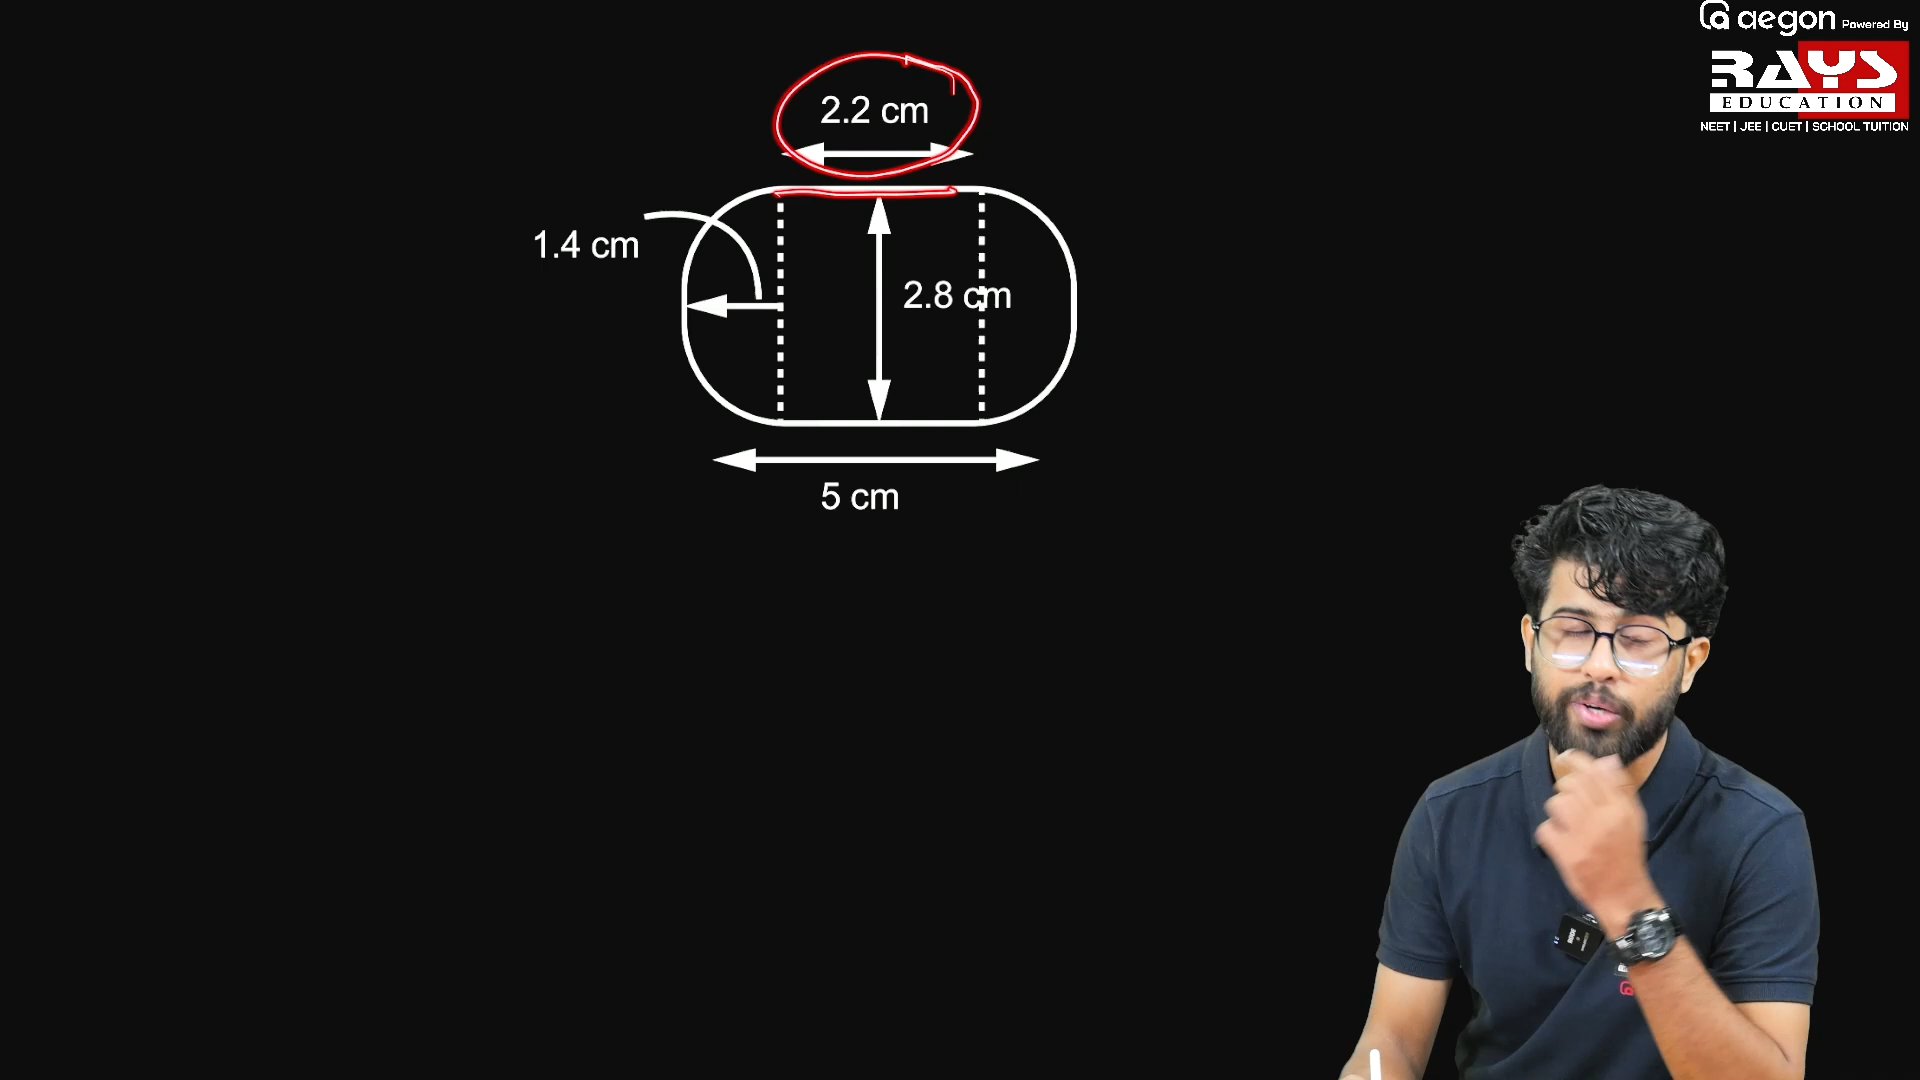 aegon Powered By
RAYS
EDUCATION
NEET | JEE | CUET | SCHOOL TUITION
2.2 cm
1.4 cm
2.8 cm
5 cm